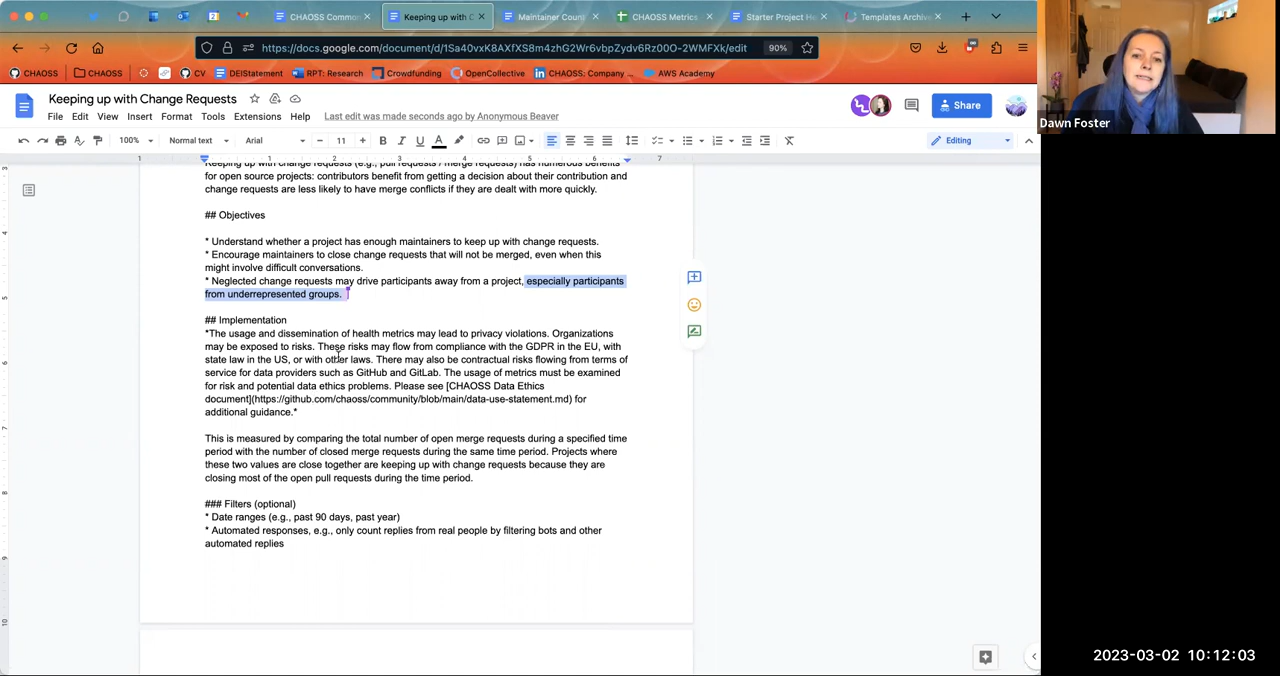 CHAOSS Common
Keeping up with C
Maintainer Coun
CHAOSS Metrics
Starter Project He
Templates Archiv
https://docs.google.com/document/d/1Sa40vxK8AXfXS8m4zhG2Wr6vbpZydv6Rz00O-2WMFXk/edit
90%
CHAOSS
CHAOSS
CV
DEIStatement
RPT: Research
Crowdfunding
OpenCollective
CHAOSS: Company ...
AWS Academy
Keeping up with Change Requests
File Edit View Insert Format Tools Extensions Help
Last edit was made seconds ago by Anonymous Beaver
Share
100%
Normal text
Arial
11
Editing
Keeping up with change requests (e.g., pull requests / merge requests) has numerous benefits
for open source projects: contributors benefit from getting a decision about their contribution and
change requests are less likely to have merge conflicts if they are dealt with more quickly.
## Objectives
* Understand whether a project has enough maintainers to keep up with change requests.
* Encourage maintainers to close change requests that will not be merged, even when this
might involve difficult conversations.
* Neglected change requests may drive participants away from a project, especially participants
from underrepresented groups.
## Implementation
*The usage and dissemination of health metrics may lead to privacy violations. Organizations
may be exposed to risks. These risks may flow from compliance with the GDPR in the EU, with
state law in the US, or with other laws. There may also be contractual risks flowing from terms of
service for data providers such as GitHub and GitLab. The usage of metrics must be examined
for risk and potential data ethics problems. Please see [CHAOSS Data Ethics
document](https://github.com/chaoss/community/blob/main/data-use-statement.md) for
additional guidance.*
This is measured by comparing the total number of open merge requests during a specified time
period with the number of closed merge requests during the same time period. Projects where
these two values are close together are keeping up with change requests because they are
closing most of the open pull requests during the time period.
### Filters (optional)
* Date ranges (e.g., past 90 days, past year)
* Automated responses, e.g., only count replies from real people by filtering bots and other
automated replies
Dawn Foster
2023-03-02 10:12:03